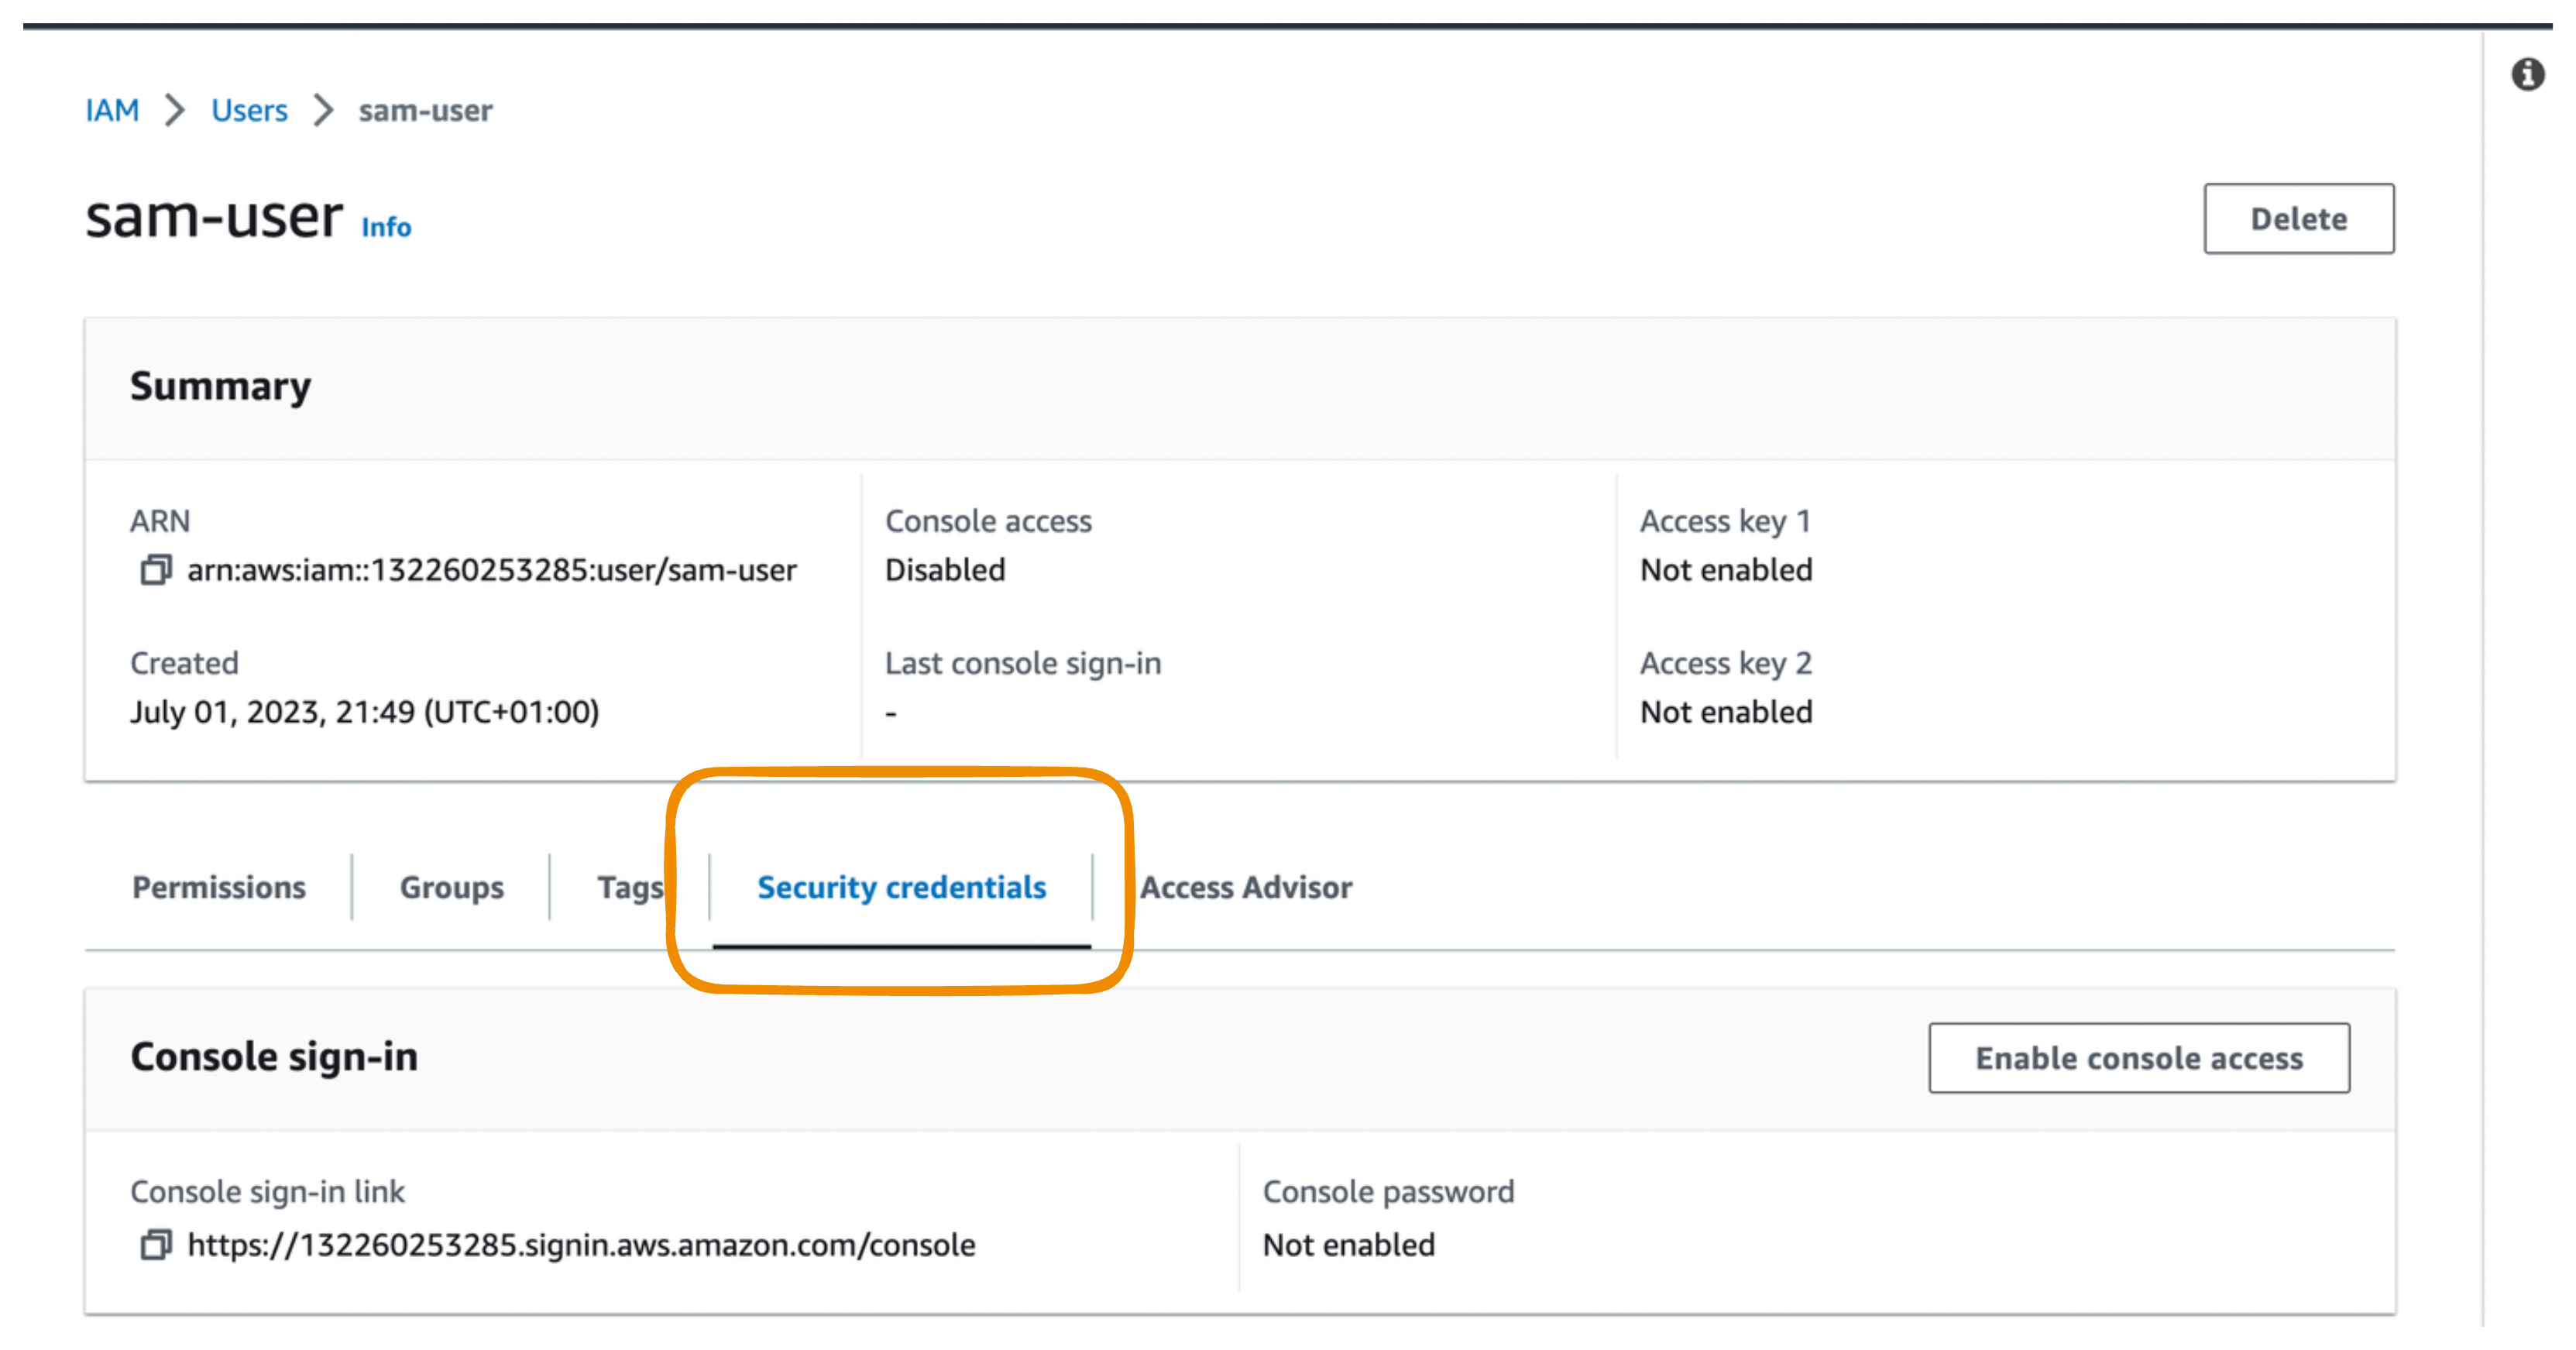 IAM > Users > sam-user
sam-user Info
Delete
Summary
ARN
arn:aws:iam::132260253285:user/sam-user
Console access
Disabled
Access key 1
Not enabled
Created
July 01, 2023, 21:49 (UTC+01:00)
Last console sign-in
-
Access key 2
Not enabled
Permissions
Groups
Tags
Security credentials
Access Advisor
Console sign-in
Enable console access
Console sign-in link
https://132260253285.signin.aws.amazon.com/console
Console password
Not enabled